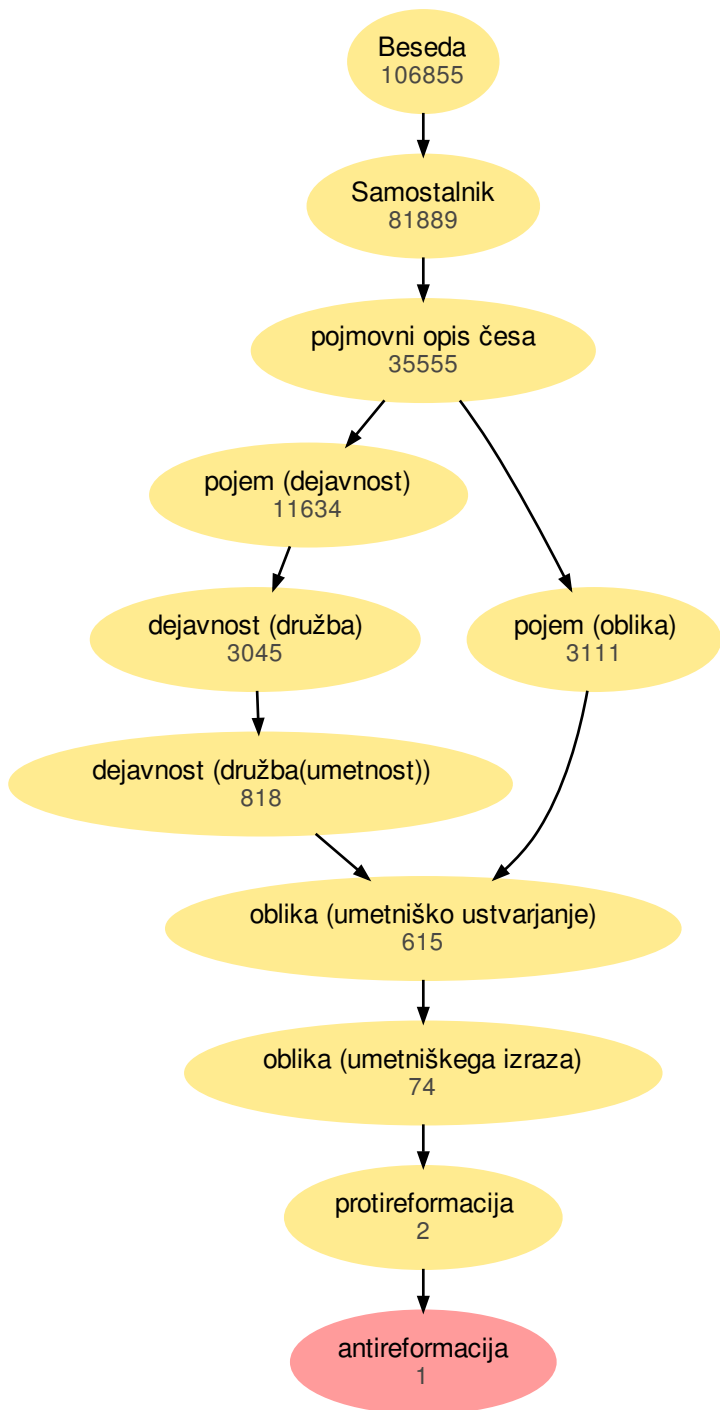 Beseda
106855
Samostalnik
81889
pojmovni opis česa
35555
pojem (dejavnost)
11634
dejavnost (družba)
3045
pojem (oblika)
3111
dejavnost (družba(umetnost))
818
oblika (umetniško ustvarjanje)
615
oblika (umetniškega izraza)
74
protireformacija
2
antireformacija
1